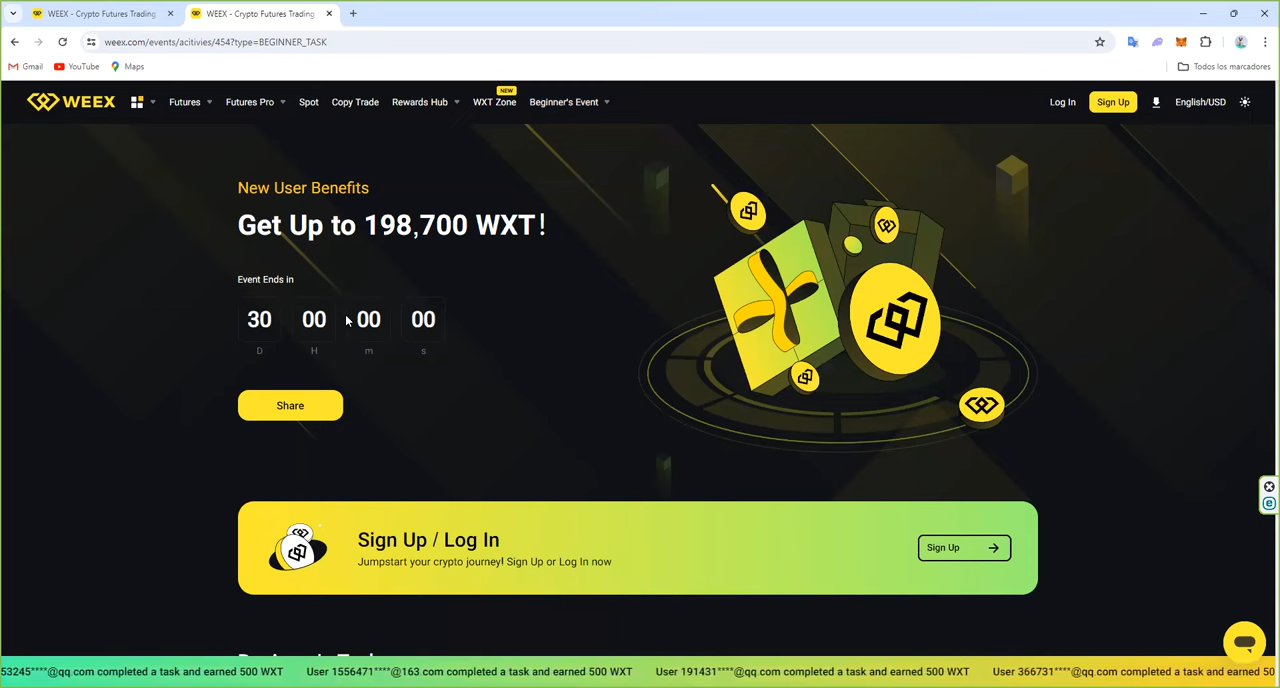 WEEX - Crypto Futures Trading
WEEX - Crypto Futures Trading
weex.com/events/acitivies/454?type=BEGINNER_TASK
Gmail YouTube Maps Todos los marcadores
WEEX Futures Futures Pro Spot Copy Trade Rewards Hub WXT Zone NEW Beginner's Event Log In Sign Up English/USD
New User Benefits
Get Up to 198,700 WXT!
Event Ends in
30 00 00 00
D H m s
Share
Sign Up / Log In
Jumpstart your crypto journey! Sign Up or Log In now
Sign Up
53245****@qq.com completed a task and earned 500 WXT User 1556471****@163.com completed a task and earned 500 WXT User 191431****@qq.com completed a task and earned 500 WXT User 366731****@qq.com completed a task and earned 50